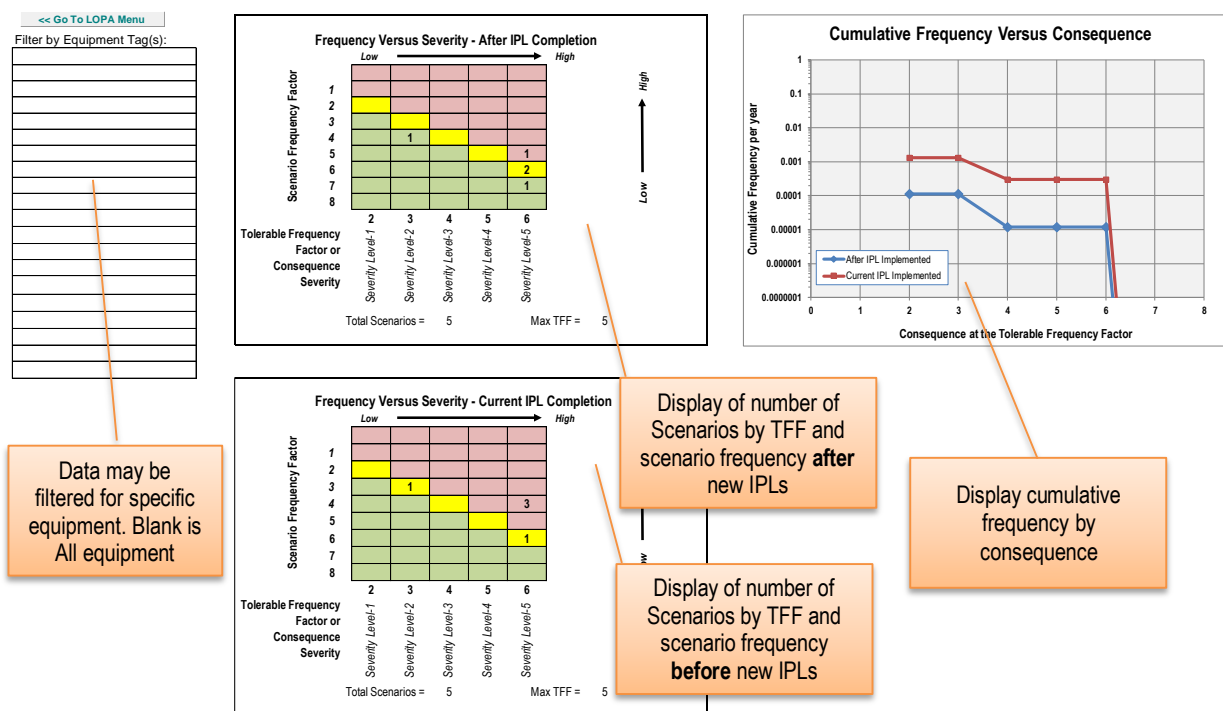 << Go To LOPA Menu
Filter by Equipment Tag(s):
Data may be
filtered for specific
equipment. Blank is
All equipment
Frequency Versus Severity - After IPL Completion
Low
High
Scenario Frequency Factor
1
2
3
4 1
5 1
6 2
7 1
8
High
Low
2 3 4 5 6
Tolerable Frequency
Factor or
Consequence
Severity
Severity Level-1
Severity Level-2
Severity Level-3
Severity Level-4
Severity Level-5
Total Scenarios = 5 Max TFF = 5
Display of number of
Scenarios by TFF and
scenario frequency after
new IPLs
Frequency Versus Severity - Current IPL Completion
Low
High
Scenario Frequency Factor
1
2
3 1
4 3
5
6 1
7
8
2 3 4 5 6
Tolerable Frequency
Factor or
Consequence
Severity
Severity Level-1
Severity Level-2
Severity Level-3
Severity Level-4
Severity Level-5
Total Scenarios = 5 Max TFF = 5
Display of number of
Scenarios by TFF and
scenario frequency
before new IPLs
Cumulative Frequency Versus Consequence
Cumulative Frequency per year
1
0.1
0.01
0.001
0.0001
0.00001
0.000001
0.0000001
After IPL Implemented
Current IPL Implemented
0 1 2 3 4 5 6 7 8
Consequence at the Tolerable Frequency Factor
Display cumulative
frequency by
consequence